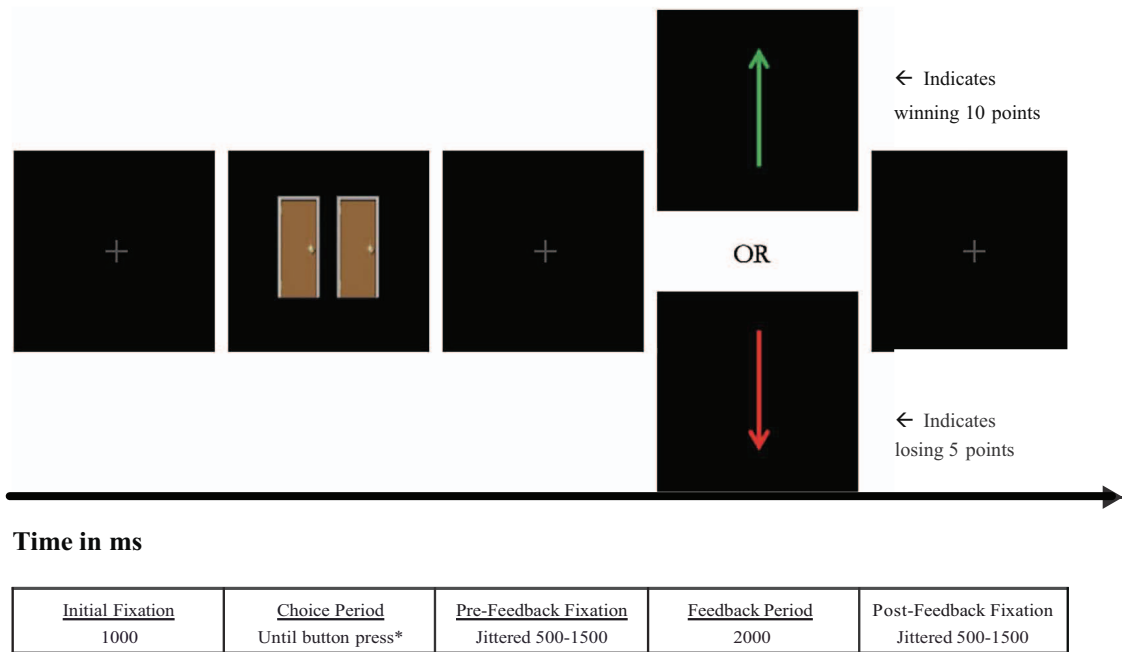 ← Indicates
winning 10 points
OR
← Indicates
losing 5 points
Time in ms
Initial Fixation
1000
Choice Period
Until button press*
Pre-Feedback Fixation
Jittered 500-1500
Feedback Period
2000
Post-Feedback Fixation
Jittered 500-1500